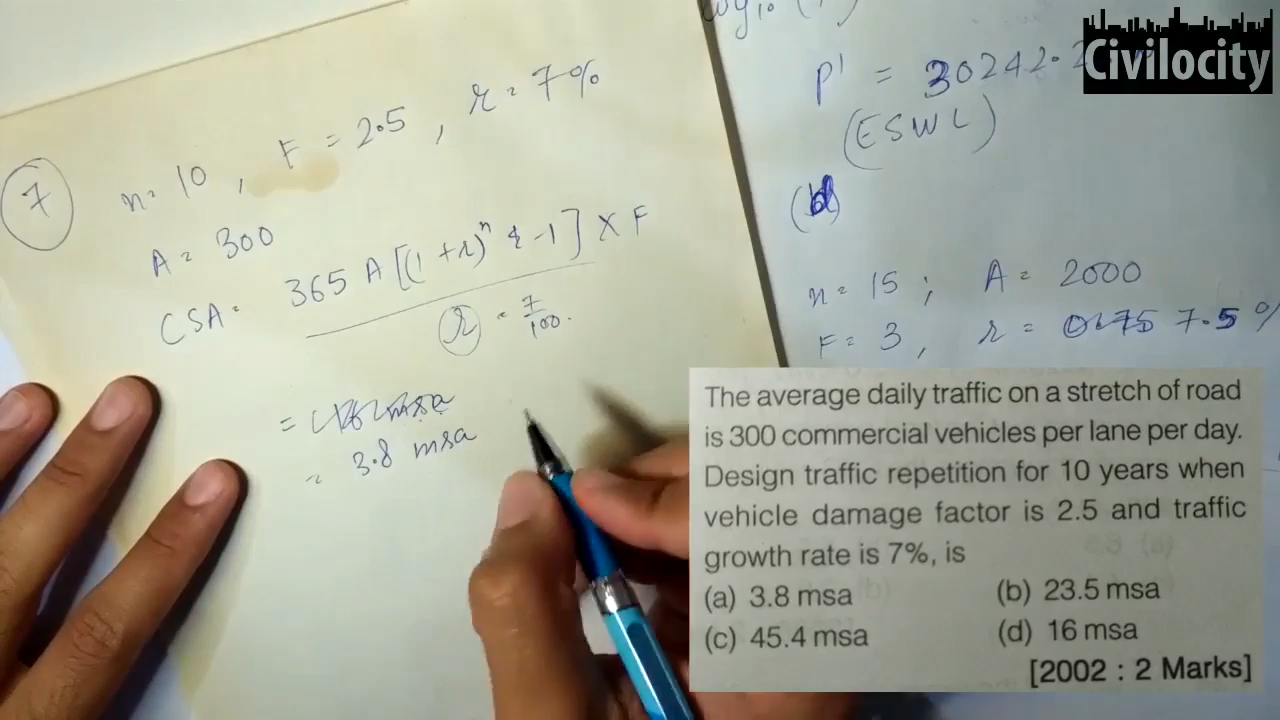 7
n = 10 , F = 2.5 , r = 7%
A = 300
CSA = 365 A [(1 + r)^n - 1] X F
r = 7/100.
=
= 3.8 msa
log10 (
P' = 30242.2
(ESWL)
(d)
n = 15 ; A = 2000
F = 3 , r = 7.5%
Civilocity
The average daily traffic on a stretch of road
is 300 commercial vehicles per lane per day.
Design traffic repetition for 10 years when
vehicle damage factor is 2.5 and traffic
growth rate is 7%, is
(a) 3.8 msa (b) 23.5 msa
(c) 45.4 msa (d) 16 msa
[2002 : 2 Marks]